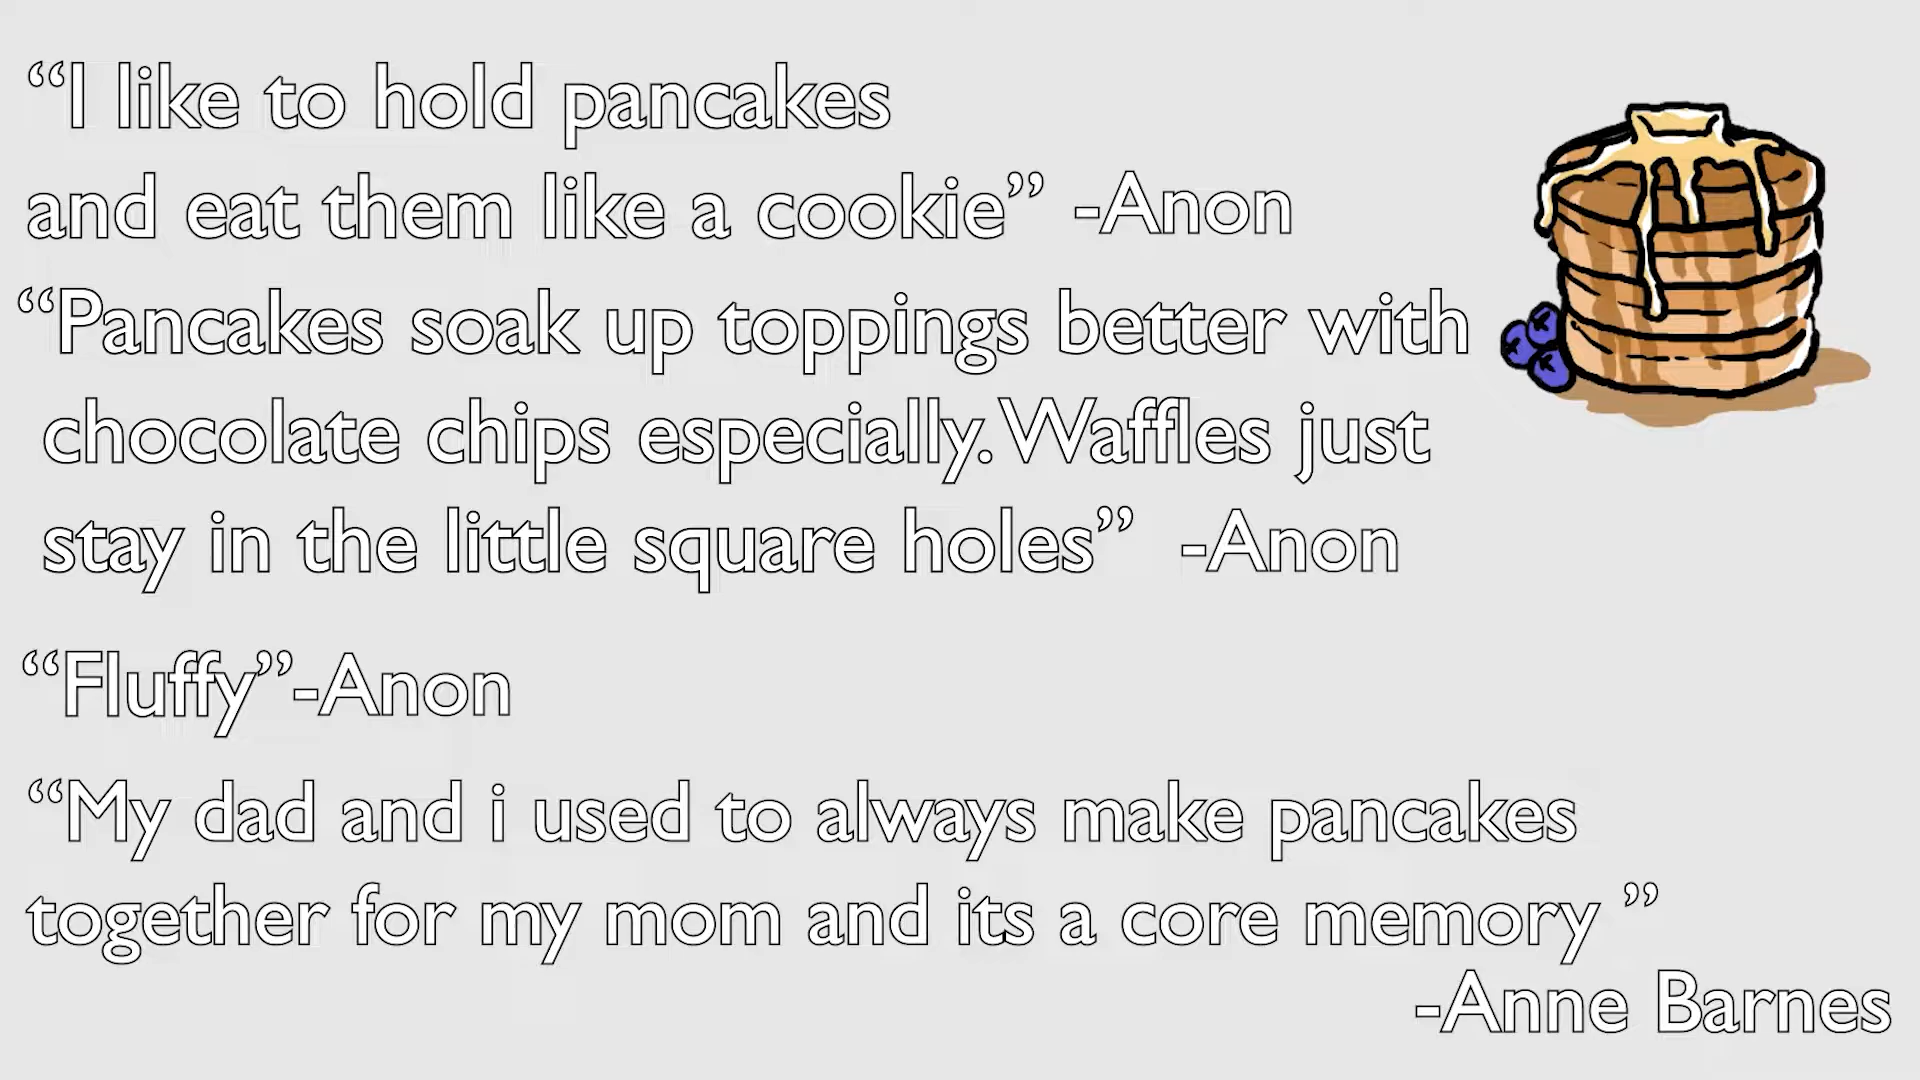 “I like to hold pancakes
and eat them like a cookie” -Anon
“Pancakes soak up toppings better with
chocolate chips especially. Waffles just
stay in the little square holes” -Anon
“Fluffy”-Anon
“My dad and i used to always make pancakes
together for my mom and its a core memory ”
-Anne Barnes